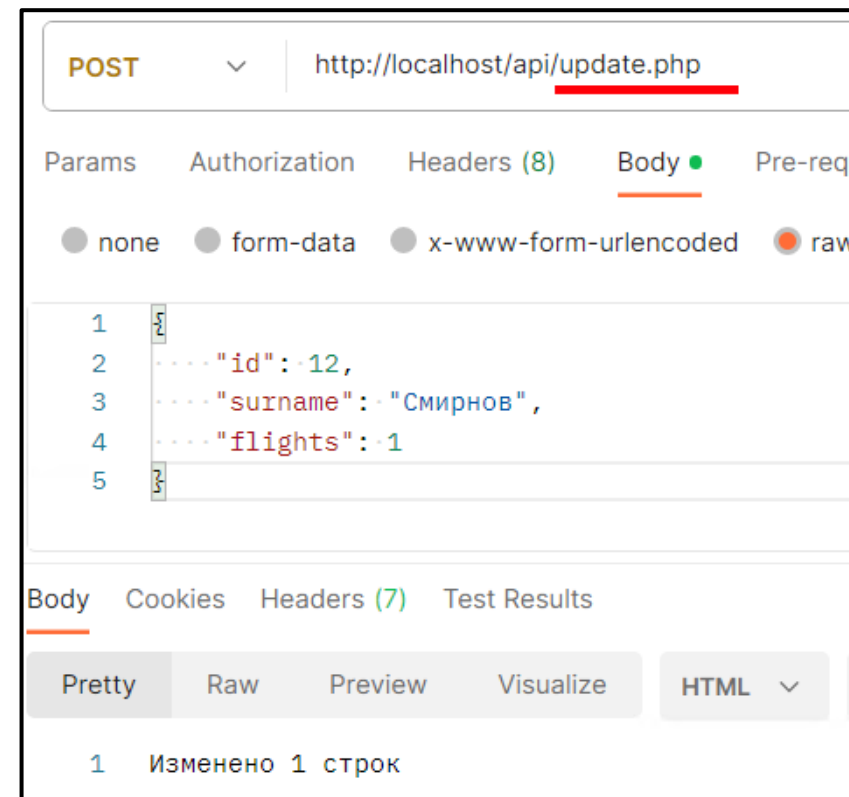 POST http://localhost/api/update.php
Params Authorization Headers (8) Body Pre-req
none form-data x-www-form-urlencoded raw
1 {
2 "id": 12,
3 "surname": "Смирнов",
4 "flights": 1
5 }
Body Cookies Headers (7) Test Results
Pretty Raw Preview Visualize HTML
1 Изменено 1 строк